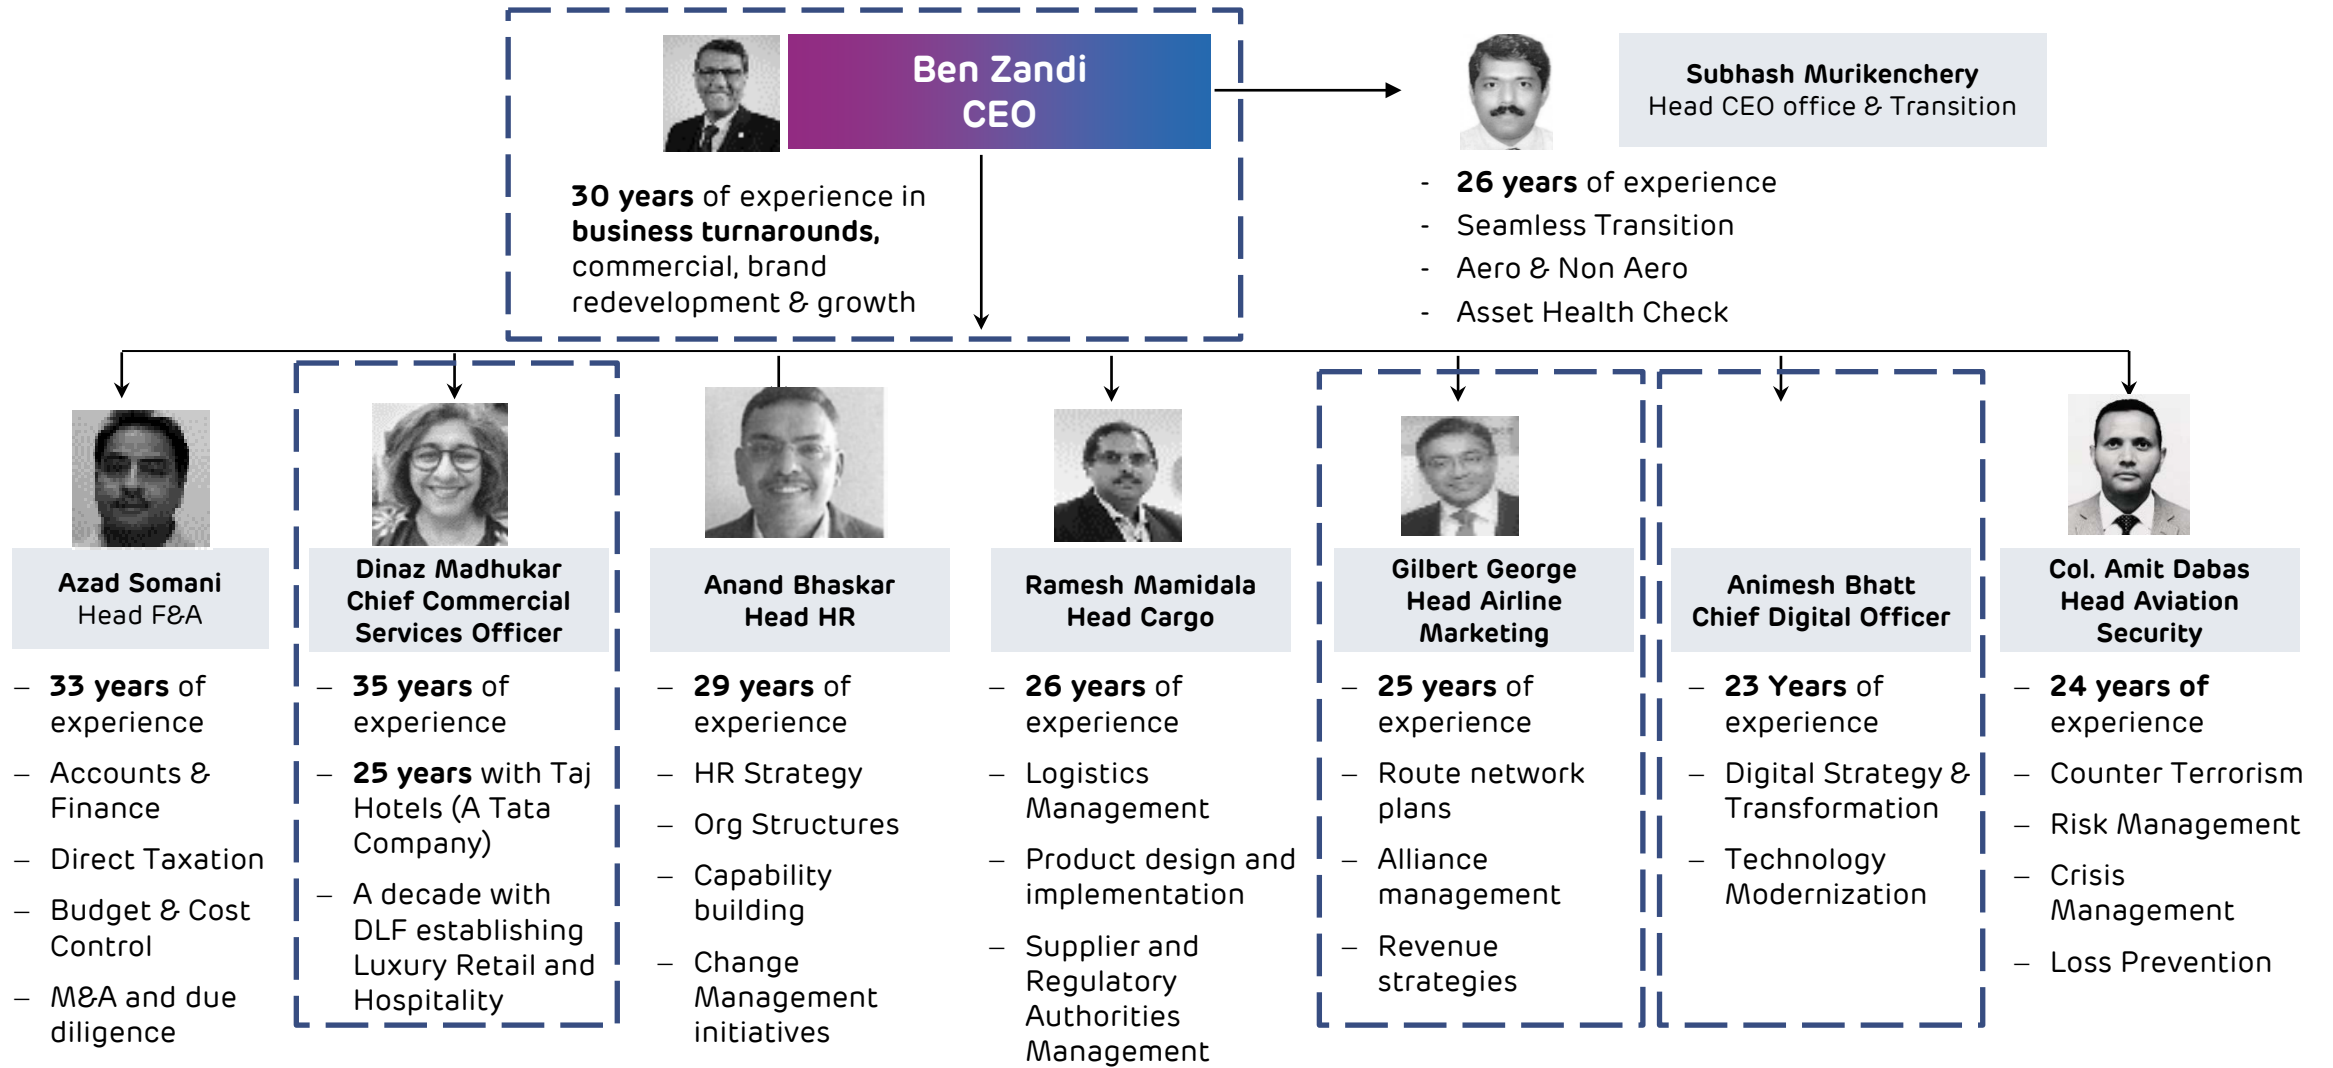 Ben Zandi
CEO
30 years of experience in
business turnarounds,
commercial, brand
redevelopment & growth
Subhash Murikenchery
Head CEO office & Transition
- 26 years of experience
- Seamless Transition
- Aero & Non Aero
- Asset Health Check
Azad Somani
Head F&A
– 33 years of
experience
– Accounts &
Finance
– Direct Taxation
– Budget & Cost
Control
– M&A and due
diligence
Dinaz Madhukar
Chief Commercial
Services Officer
– 35 years of
experience
– 25 years with Taj
Hotels (A Tata
Company)
– A decade with
DLF establishing
Luxury Retail and
Hospitality
Anand Bhaskar
Head HR
– 29 years of
experience
– HR Strategy
– Org Structures
– Capability
building
– Change
Management
initiatives
Ramesh Mamidala
Head Cargo
– 26 years of
experience
– Logistics
Management
– Product design and
implementation
– Supplier and
Regulatory
Authorities
Management
Gilbert George
Head Airline
Marketing
– 25 years of
experience
– Route network
plans
– Alliance
management
– Revenue
strategies
Animesh Bhatt
Chief Digital Officer
– 23 Years of
experience
– Digital Strategy &
Transformation
– Technology
Modernization
Col. Amit Dabas
Head Aviation
Security
– 24 years of
experience
– Counter Terrorism
– Risk Management
– Crisis
Management
– Loss Prevention